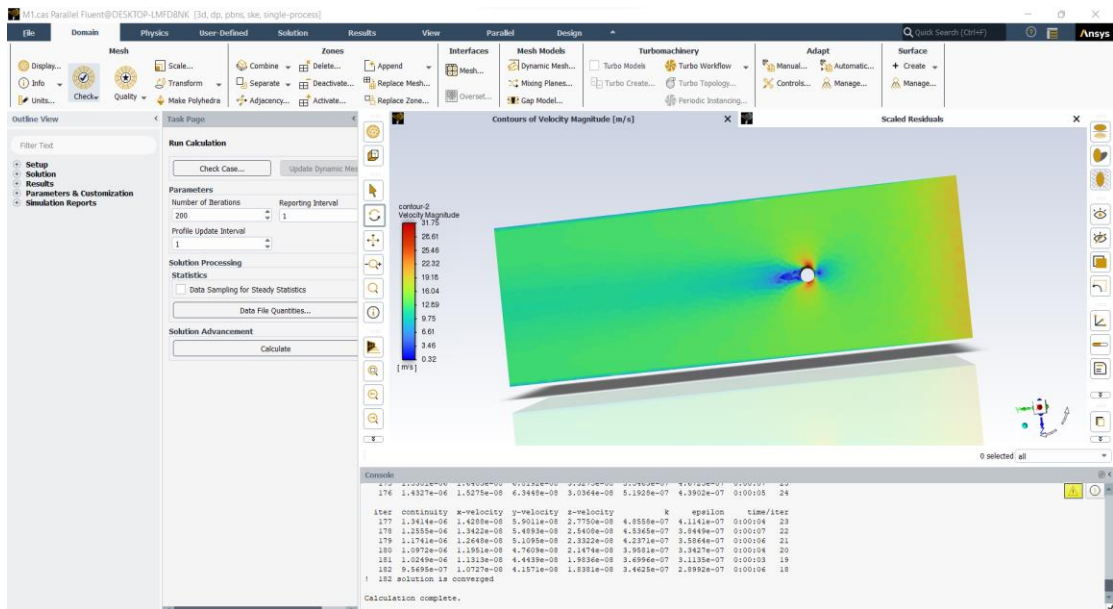 M1.cas Parallel Fluent@DESKTOP-LMFD8NK [3d, dp, pbns, ske, single-process]
File Domain Physics User-Defined Solution Results View Parallel Design Quick Search (Ctrl+F) Ansys
Mesh Zones Interfaces Mesh Models Turbomachinery Adapt Surface
Display... Scale... Combine Delete... Append Mesh... Dynamic Mesh... Turbo Models Turbo Workflow Manual... Automatic... + Create
Info Check Quality Transform Separate Deactivate... Replace Mesh... Mixing Planes... Turbo Create... Turbo Topology... Controls... Manage... Manage...
Units... Make Polyhedra Adjacency... Activate... Replace Zone... Overset... Gap Model... Periodic Instancing...
Outline View < Task Page < Contours of Velocity Magnitude [m/s] X Scaled Residuals X
Filter Text
Setup
Solution
Results
Parameters & Customization
Simulation Reports
Run Calculation
Check Case... Update Dynamic Mes
Parameters
Number of Iterations Reporting Interval
200 1
Profile Update Interval
1
Solution Processing
Statistics
Data Sampling for Steady Statistics
Data File Quantities...
Solution Advancement
Calculate
contour-2
Velocity Magnitude
31.75
28.61
25.46
22.32
19.18
16.04
12.89
9.75
6.61
3.46
0.32
[ m/s ]
0 selected all
Console
176 1.4327e-06 1.5275e-08 6.3448e-08 3.0364e-08 5.1928e-07 4.3902e-07 0:00:05 24
iter continuity x-velocity y-velocity z-velocity k epsilon time/iter
177 1.3414e-06 1.4288e-08 5.9011e-08 2.7750e-08 4.8558e-07 4.1141e-07 0:00:04 23
178 1.2555e-06 1.3422e-08 5.4893e-08 2.5408e-08 4.5365e-07 3.8449e-07 0:00:07 22
179 1.1741e-06 1.2648e-08 5.1095e-08 2.3322e-08 4.2371e-07 3.5864e-07 0:00:06 21
180 1.0972e-06 1.1951e-08 4.7609e-08 2.1474e-08 3.9581e-07 3.3427e-07 0:00:04 20
181 1.0249e-06 1.1313e-08 4.4439e-08 1.9836e-08 3.6996e-07 3.1135e-07 0:00:03 19
182 9.5695e-07 1.0727e-08 4.1571e-08 1.8381e-08 3.4625e-07 2.8992e-07 0:00:06 18
! 182 solution is converged
Calculation complete.